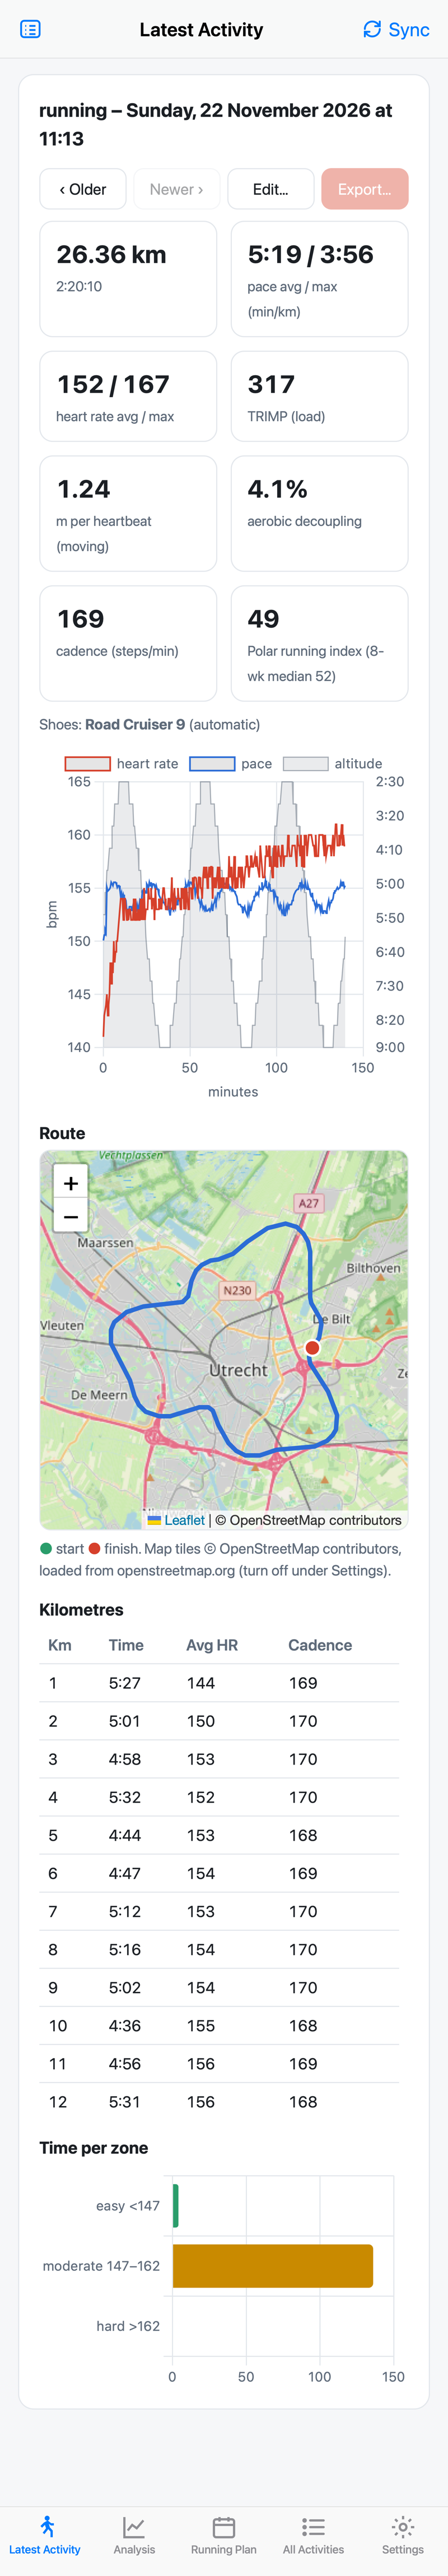 Latest Activity
Sync
running – Sunday, 22 November 2026 at
11:13
‹ Older
Newer ›
Edit...
Export...
26.36 km
2:20:10
5:19 / 3:56
pace avg / max
(min/km)
152 / 167
heart rate avg / max
317
TRIMP (load)
1.24
m per heartbeat
(moving)
4.1%
aerobic decoupling
169
cadence (steps/min)
49
Polar running index (8-
wk median 52)
Shoes: Road Cruiser 9 (automatic)
heart rate pace altitude
165
160
155
150
145
140
bpm
2:30
3:20
4:10
5:00
5:50
6:40
7:30
8:20
9:00
0 50 100 150
minutes
Route
+
−
Vechtplassen
A27
Maarssen
Bilthoven
N230
Vleuten
De Bilt
Utrecht
Ze
De Meern
Leaflet | © OpenStreetMap contributors
start finish. Map tiles © OpenStreetMap contributors,
loaded from openstreetmap.org (turn off under Settings).
Kilometres
Km Time Avg HR Cadence
1 5:27 144 169
2 5:01 150 170
3 4:58 153 170
4 5:32 152 170
5 4:44 153 168
6 4:47 154 169
7 5:12 153 170
8 5:16 154 170
9 5:02 154 170
10 4:36 155 168
11 4:56 156 169
12 5:31 156 168
Time per zone
easy <147
moderate 147–162
hard >162
0 50 100 150
Latest Activity
Analysis
Running Plan
All Activities
Settings